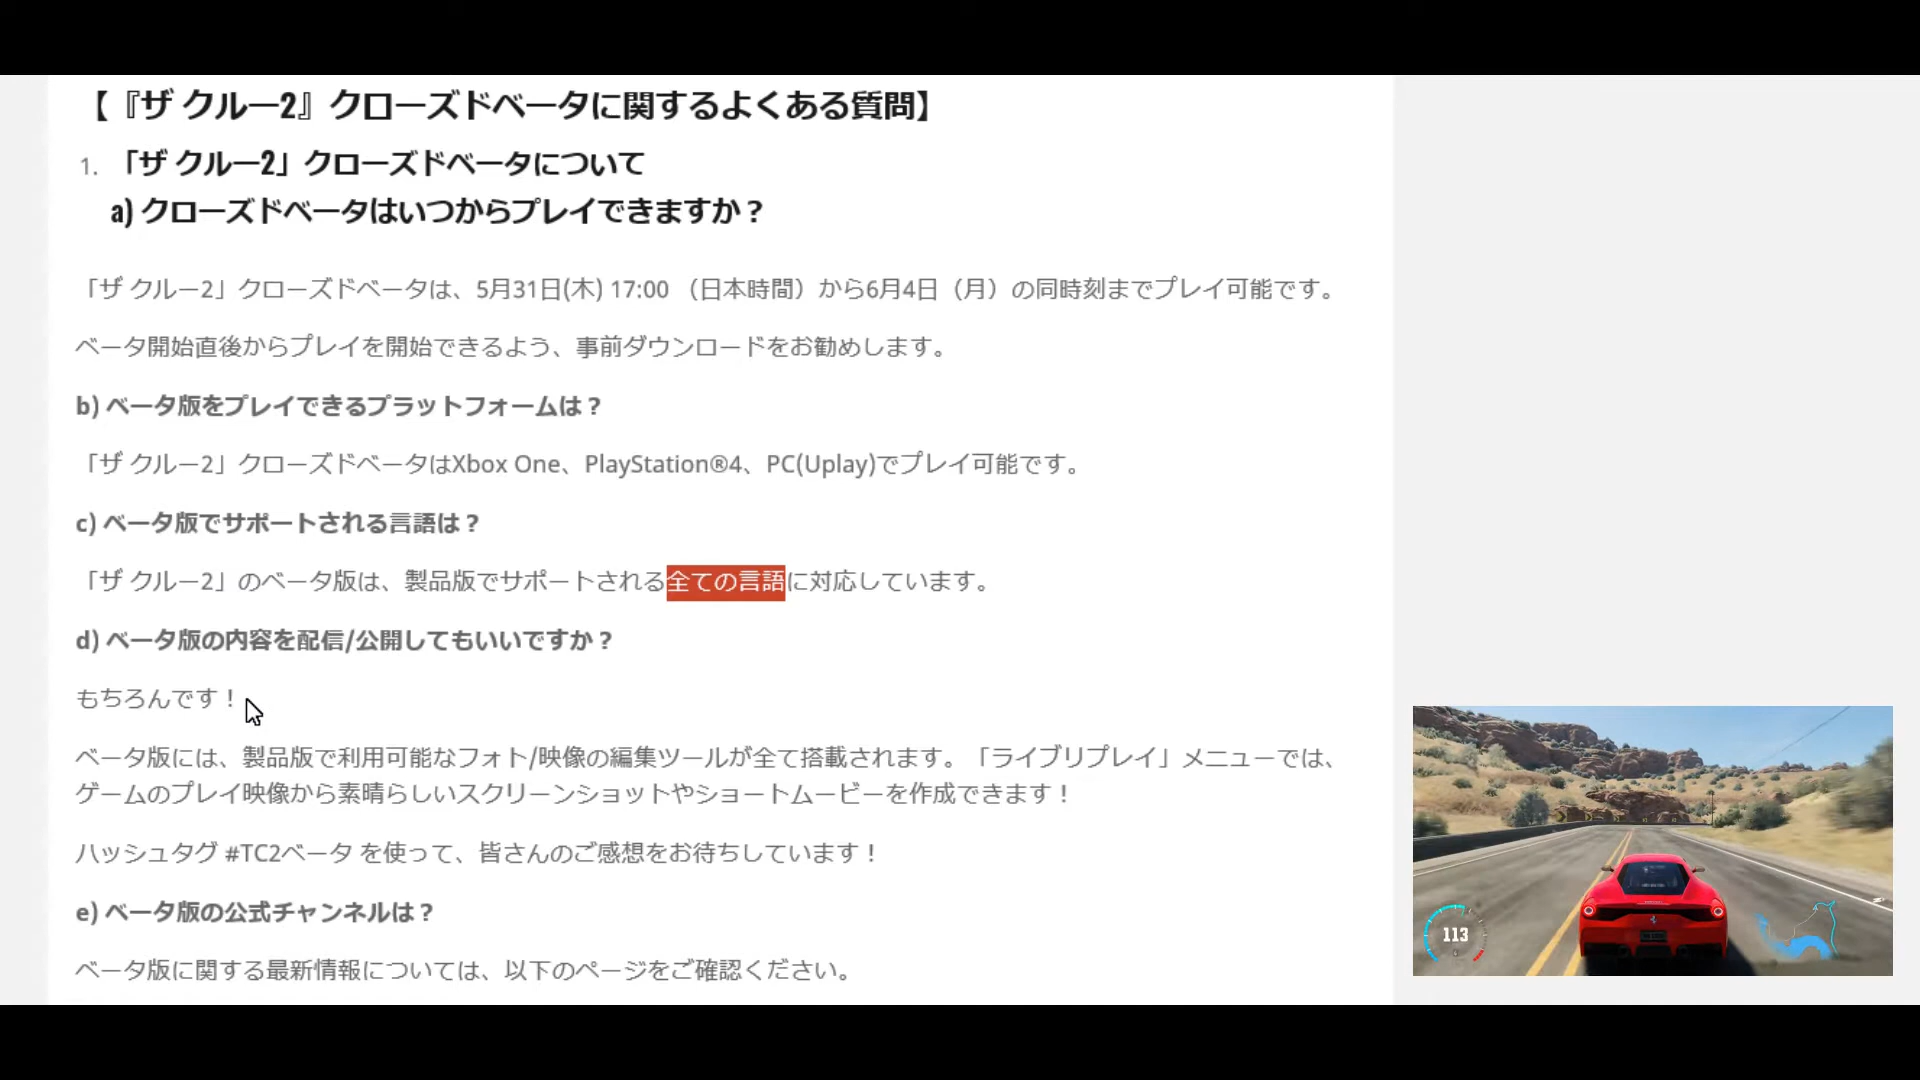 【『ザ クルー2』クローズドベータに関するよくある質問】
1. 「ザ クルー2」クローズドベータについて
a) クローズドベータはいつからプレイできますか？
「ザ クルー2」クローズドベータは、5月31日(木) 17:00 （日本時間）から6月4日（月）の同時刻までプレイ可能です。
ベータ開始直後からプレイを開始できるよう、事前ダウンロードをお勧めします。
b) ベータ版をプレイできるプラットフォームは？
「ザ クルー2」クローズドベータはXbox One、PlayStation®4、PC(Uplay)でプレイ可能です。
c) ベータ版でサポートされる言語は？
「ザ クルー2」のベータ版は、製品版でサポートされる全ての言語に対応しています。
d) ベータ版の内容を配信/公開してもいいですか？
もちろんです！
ベータ版には、製品版で利用可能なフォト/映像の編集ツールが全て搭載されます。「ライブリプレイ」メニューでは、
ゲームのプレイ映像から素晴らしいスクリーンショットやショートムービーを作成できます！
ハッシュタグ #TC2ベータ を使って、皆さんのご感想をお待ちしています！
e) ベータ版の公式チャンネルは？
ベータ版に関する最新情報については、以下のページをご確認ください。
113